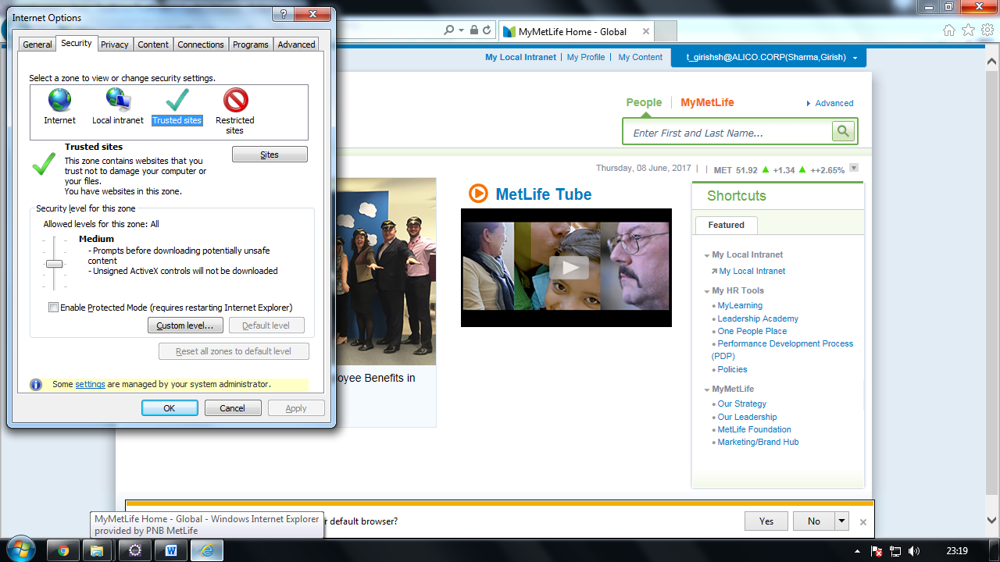 Internet Options
General
Security
Privacy
Content
Connections
Programs
Advanced
Select a zone to view or change security settings.
Internet
Local intranet
Trusted sites
Restricted
sites
Trusted sites
This zone contains websites that you
trust not to damage your computer or
your files.
You have websites in this zone.
Sites
Security level for this zone
Allowed levels for this zone: All
Medium
- Prompts before downloading potentially unsafe
content
- Unsigned ActiveX controls will not be downloaded
Enable Protected Mode (requires restarting Internet Explorer)
Custom level...
Default level
Reset all zones to default level
Some settings are managed by your system administrator.
OK
Cancel
Apply
MyMetLife Home - Global
My Local Intranet | My Profile | My Content
t_girishsh@ALICO.CORP(Sharma,Girish)
People
MyMetLife
Advanced
Enter First and Last Name...
Thursday, 08 June, 2017 | | MET 51.92 +1.34 ++2.65%
MetLife Tube
oyee Benefits in
Shortcuts
Featured
My Local Intranet
My Local Intranet
My HR Tools
MyLearning
Leadership Academy
One People Place
Performance Development Process
(PDP)
Policies
MyMetLife
Our Strategy
Our Leadership
MetLife Foundation
Marketing/Brand Hub
r default browser?
Yes
No
MyMetLife Home - Global - Windows Internet Explorer
provided by PNB MetLife
23:19